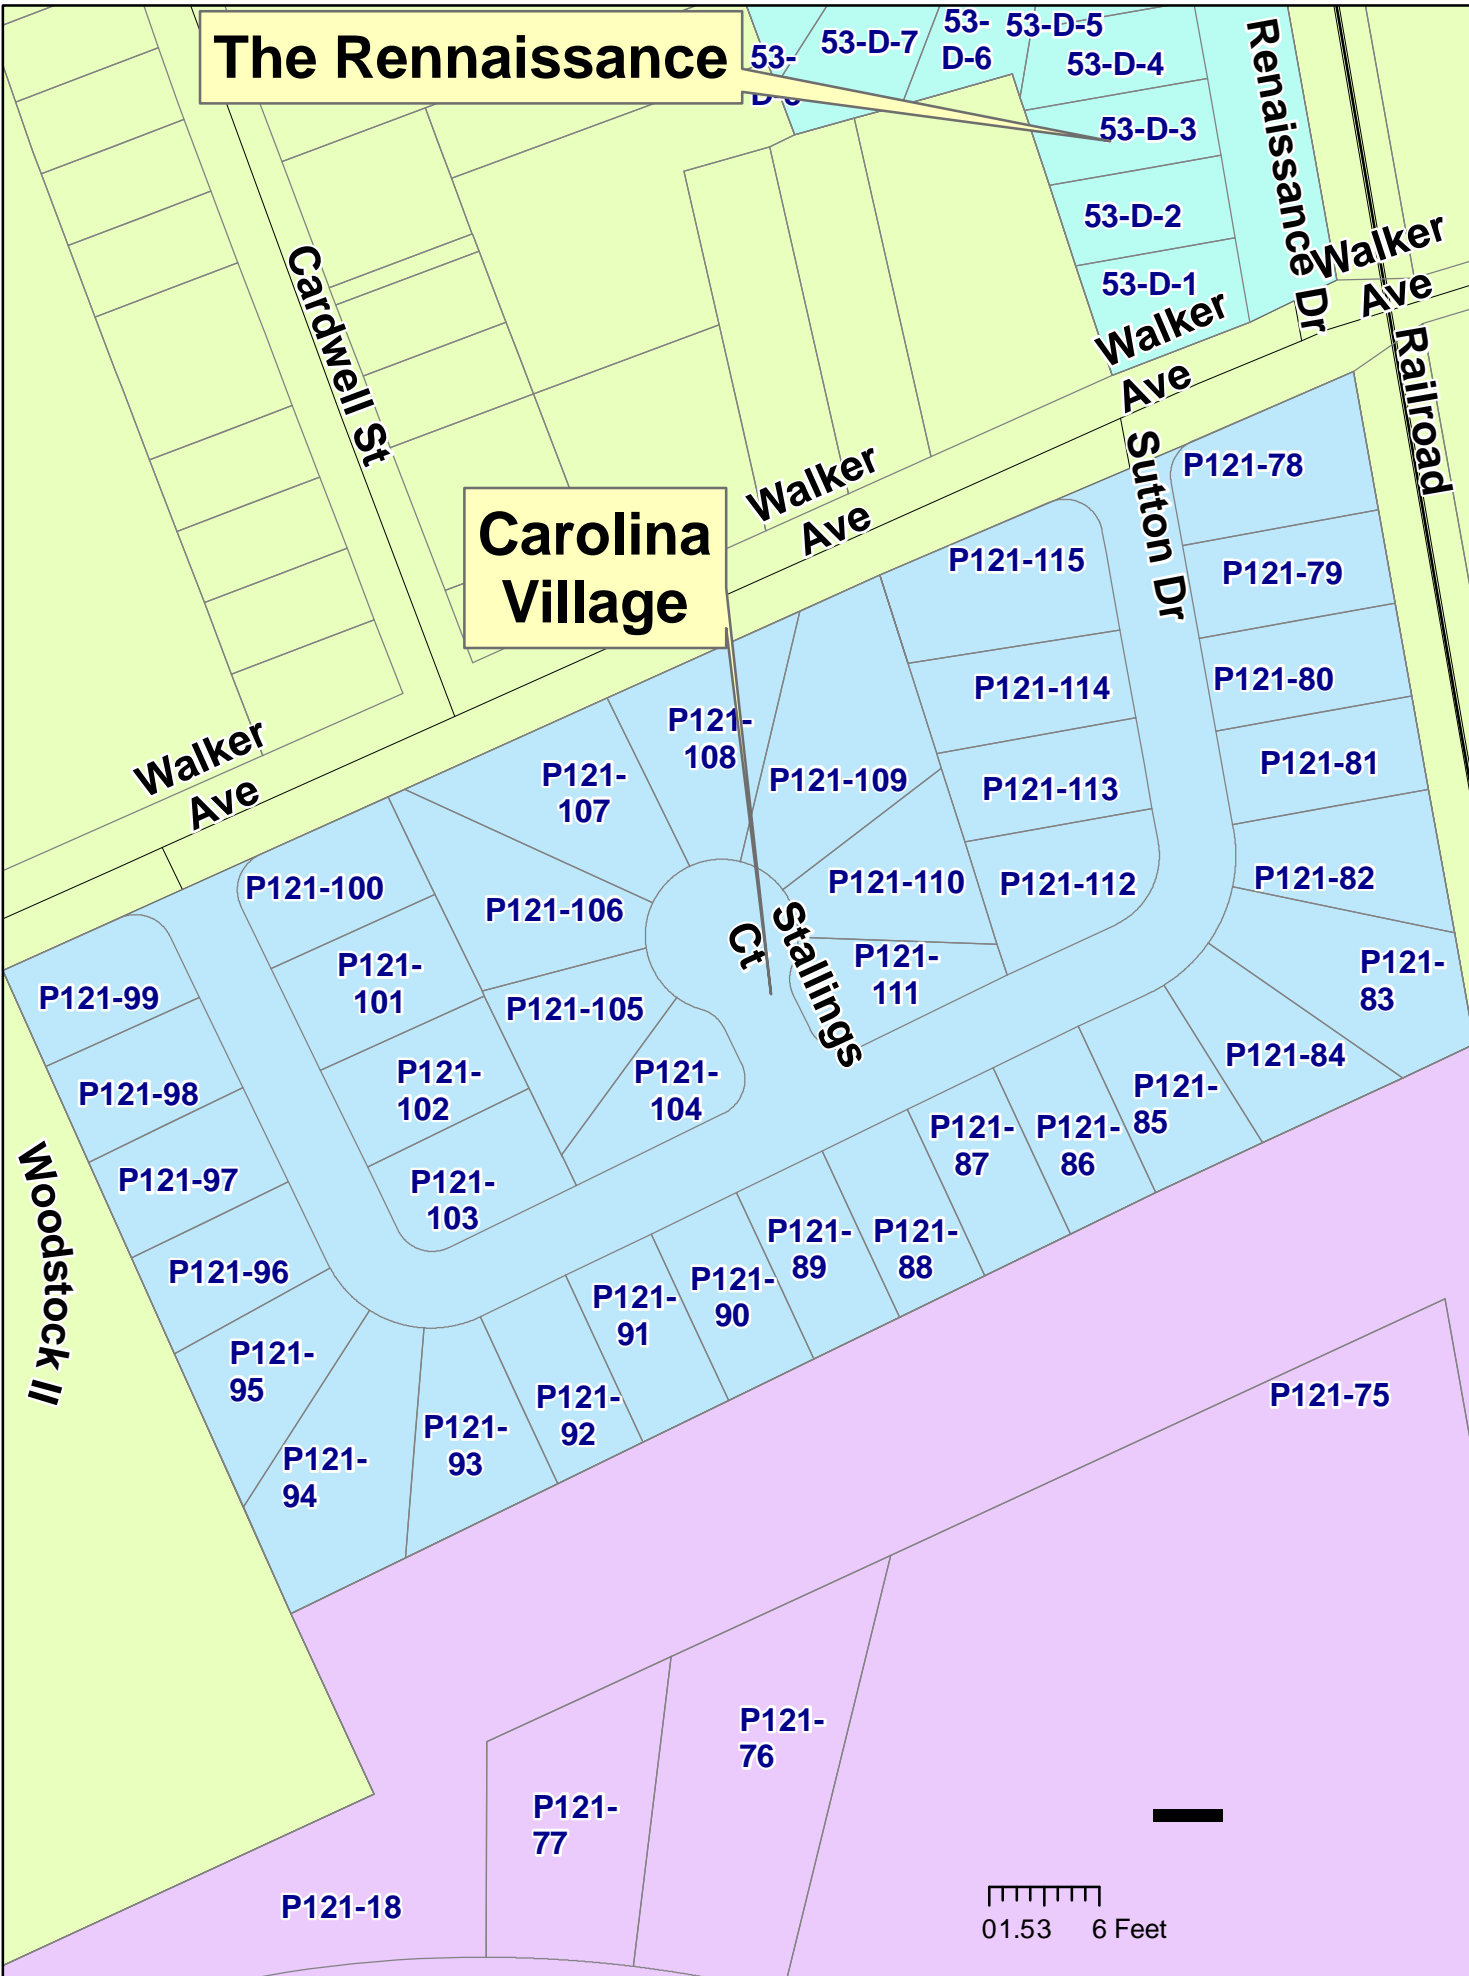 The Rennaissance
53-
53-D-7
53-
D-6
53-D-5
53-D-4
53-D-3
53-D-2
53-D-1
Renaissance Dr
Walker
Ave
Railroad
Walker
Ave
Cardwell St
Walker
Ave
Carolina
Village
Sutton Dr
P121-78
P121-79
P121-80
P121-81
P121-82
P121-
83
P121-84
P121-
85
P121-
86
P121-
87
P121-
88
P121-
89
P121-
90
P121-
91
P121-
92
P121-
93
P121-
94
P121-
95
P121-96
P121-97
P121-98
P121-99
P121-100
P121-
101
P121-
102
P121-
103
P121-
104
P121-105
P121-106
P121-
107
P121-
108
P121-109
P121-110
P121-
111
P121-112
P121-113
P121-114
P121-115
Stallings
Ct
Walker
Ave
Woodstock II
P121-75
P121-
76
P121-
77
P121-18
01.53 6 Feet